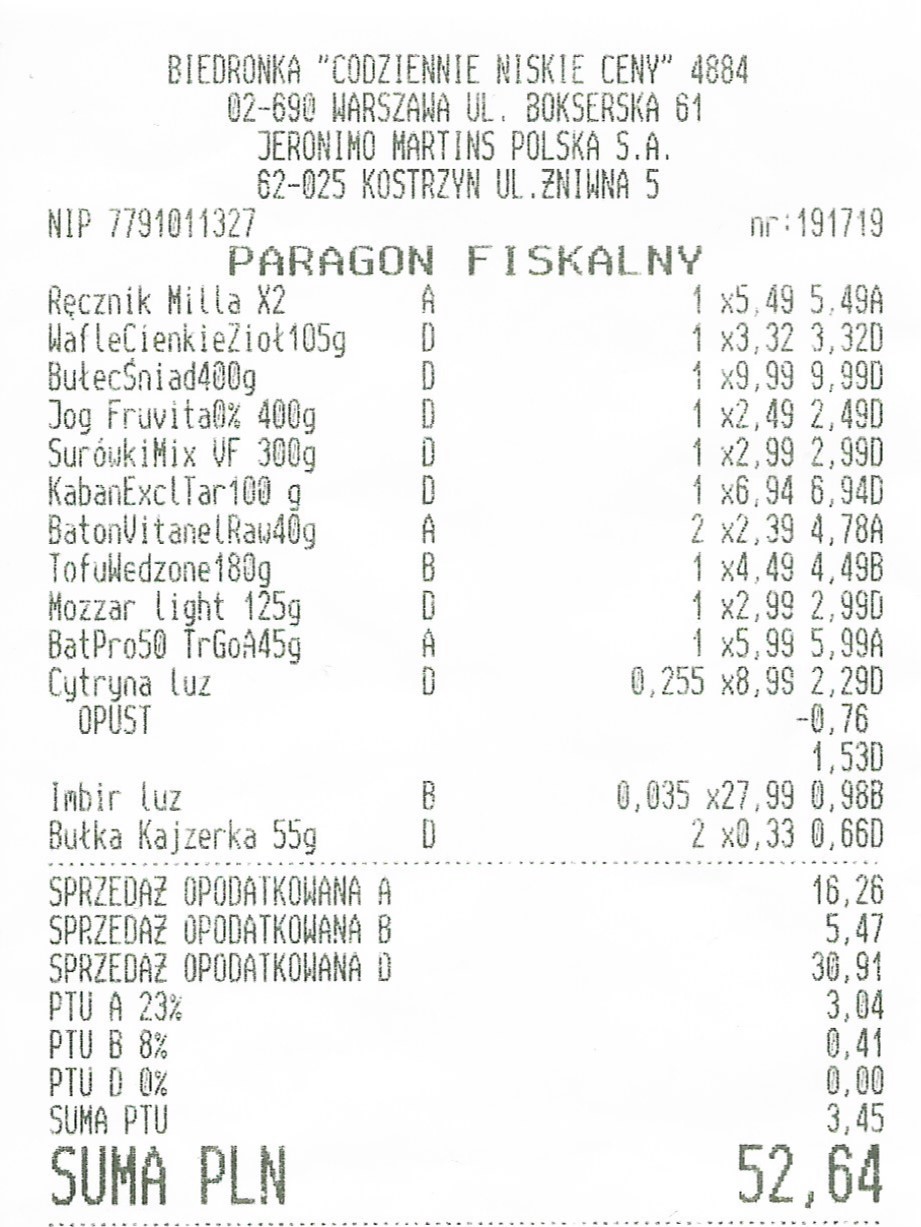 BIEDRONKA "CODZIENNIE NISKIE CENY" 4884
02-690 WARSZAWA UL. BOKSERSKA 61
JERONIMO MARTINS POLSKA S.A.
62-025 KOSTRZYN UL.ŻNIWNA 5
NIP 7791011327 nr:191719
PARAGON FISKALNY
Ręcznik Milla X2 A 1 x5,49 5,49A
WafleCienkieZioł105g D 1 x3,32 3,32D
BułecŚniad400g D 1 x9,99 9,99D
Jog Fruvita0% 400g D 1 x2,49 2,49D
SurówkiMix VF 300g D 1 x2,99 2,99D
KabanExclTar100 g D 1 x6,94 6,94D
BatonVitanelRaw40g A 2 x2,39 4,78A
TofuWedzone180g B 1 x4,49 4,49B
Mozzar light 125g D 1 x2,99 2,99D
BatPro50 TrGoA45g A 1 x5,99 5,99A
Cytryna luz D 0,255 x8,99 2,29D
OPUST -0,76
1,53D
Imbir luz B 0,035 x27,99 0,98B
Bułka Kajzerka 55g D 2 x0,33 0,66D
SPRZEDAŻ OPODATKOWANA A 16,26
SPRZEDAŻ OPODATKOWANA B 5,47
SPRZEDAŻ OPODATKOWANA D 30,91
PTU A 23% 3,04
PTU B 8% 0,41
PTU D 0% 0,00
SUMA PTU 3,45
SUMA PLN 52,64